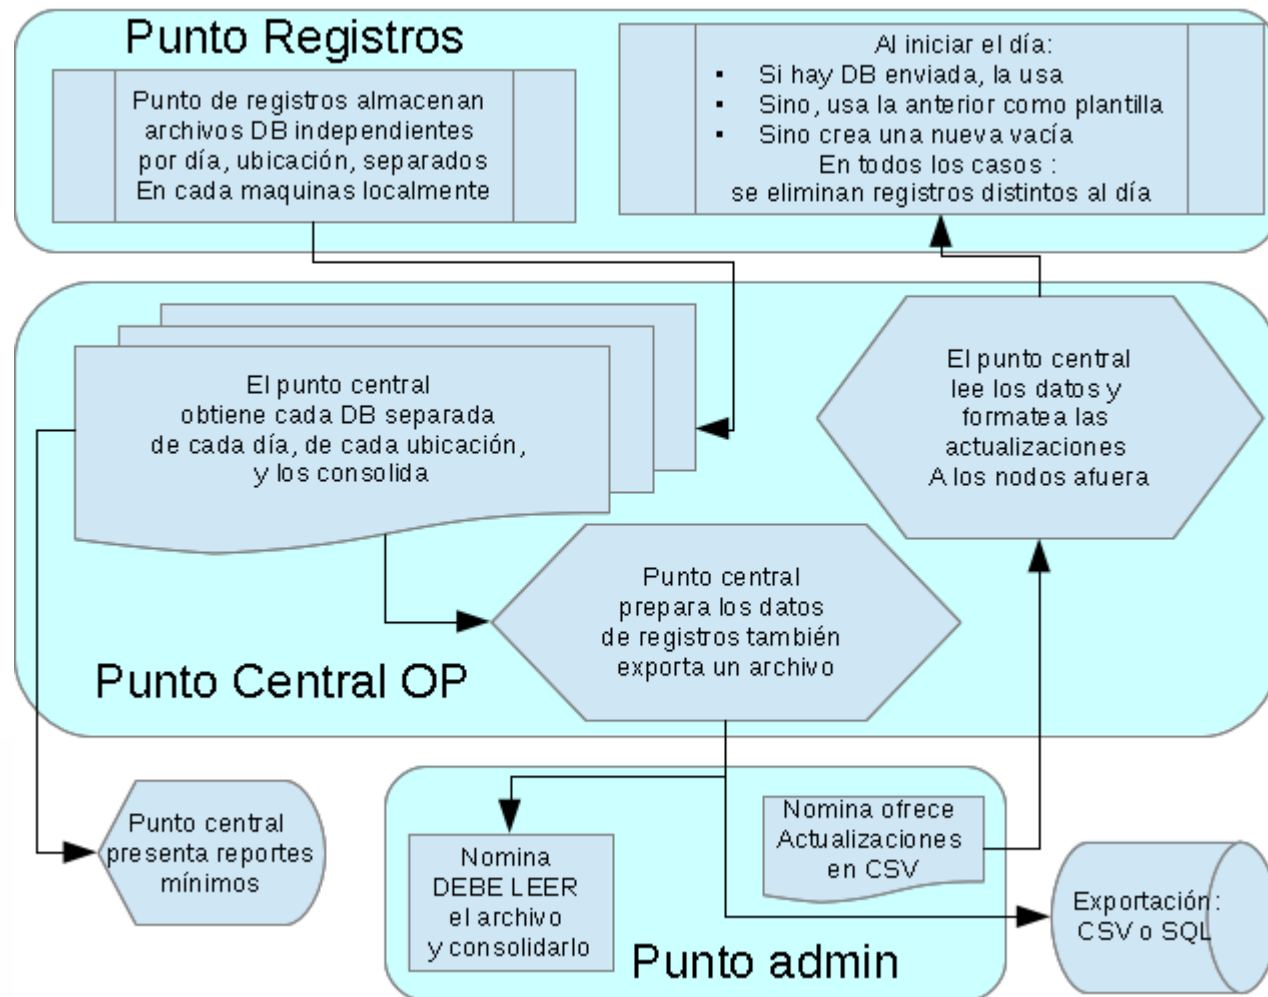 Punto Registros
Punto de registros almacenan
archivos DB independientes
por día, ubicación, separados
En cada maquinas localmente
Al iniciar el día:
▪ Si hay DB enviada, la usa
▪ Sino, usa la anterior como plantilla
▪ Sino crea una nueva vacía
En todos los casos :
se eliminan registros distintos al día
El punto central
obtiene cada DB separada
de cada día, de cada ubicación,
y los consolida
El punto central
lee los datos y
formatea las
actualizaciones
A los nodos afuera
Punto central
prepara los datos
de registros también
exporta un archivo
Punto Central OP
Punto central
presenta reportes
mínimos
Nomina
DEBE LEER
el archivo
y consolidarlo
Nomina ofrece
Actualizaciones
en CSV
Punto admin
Exportación:
CSV o SQL